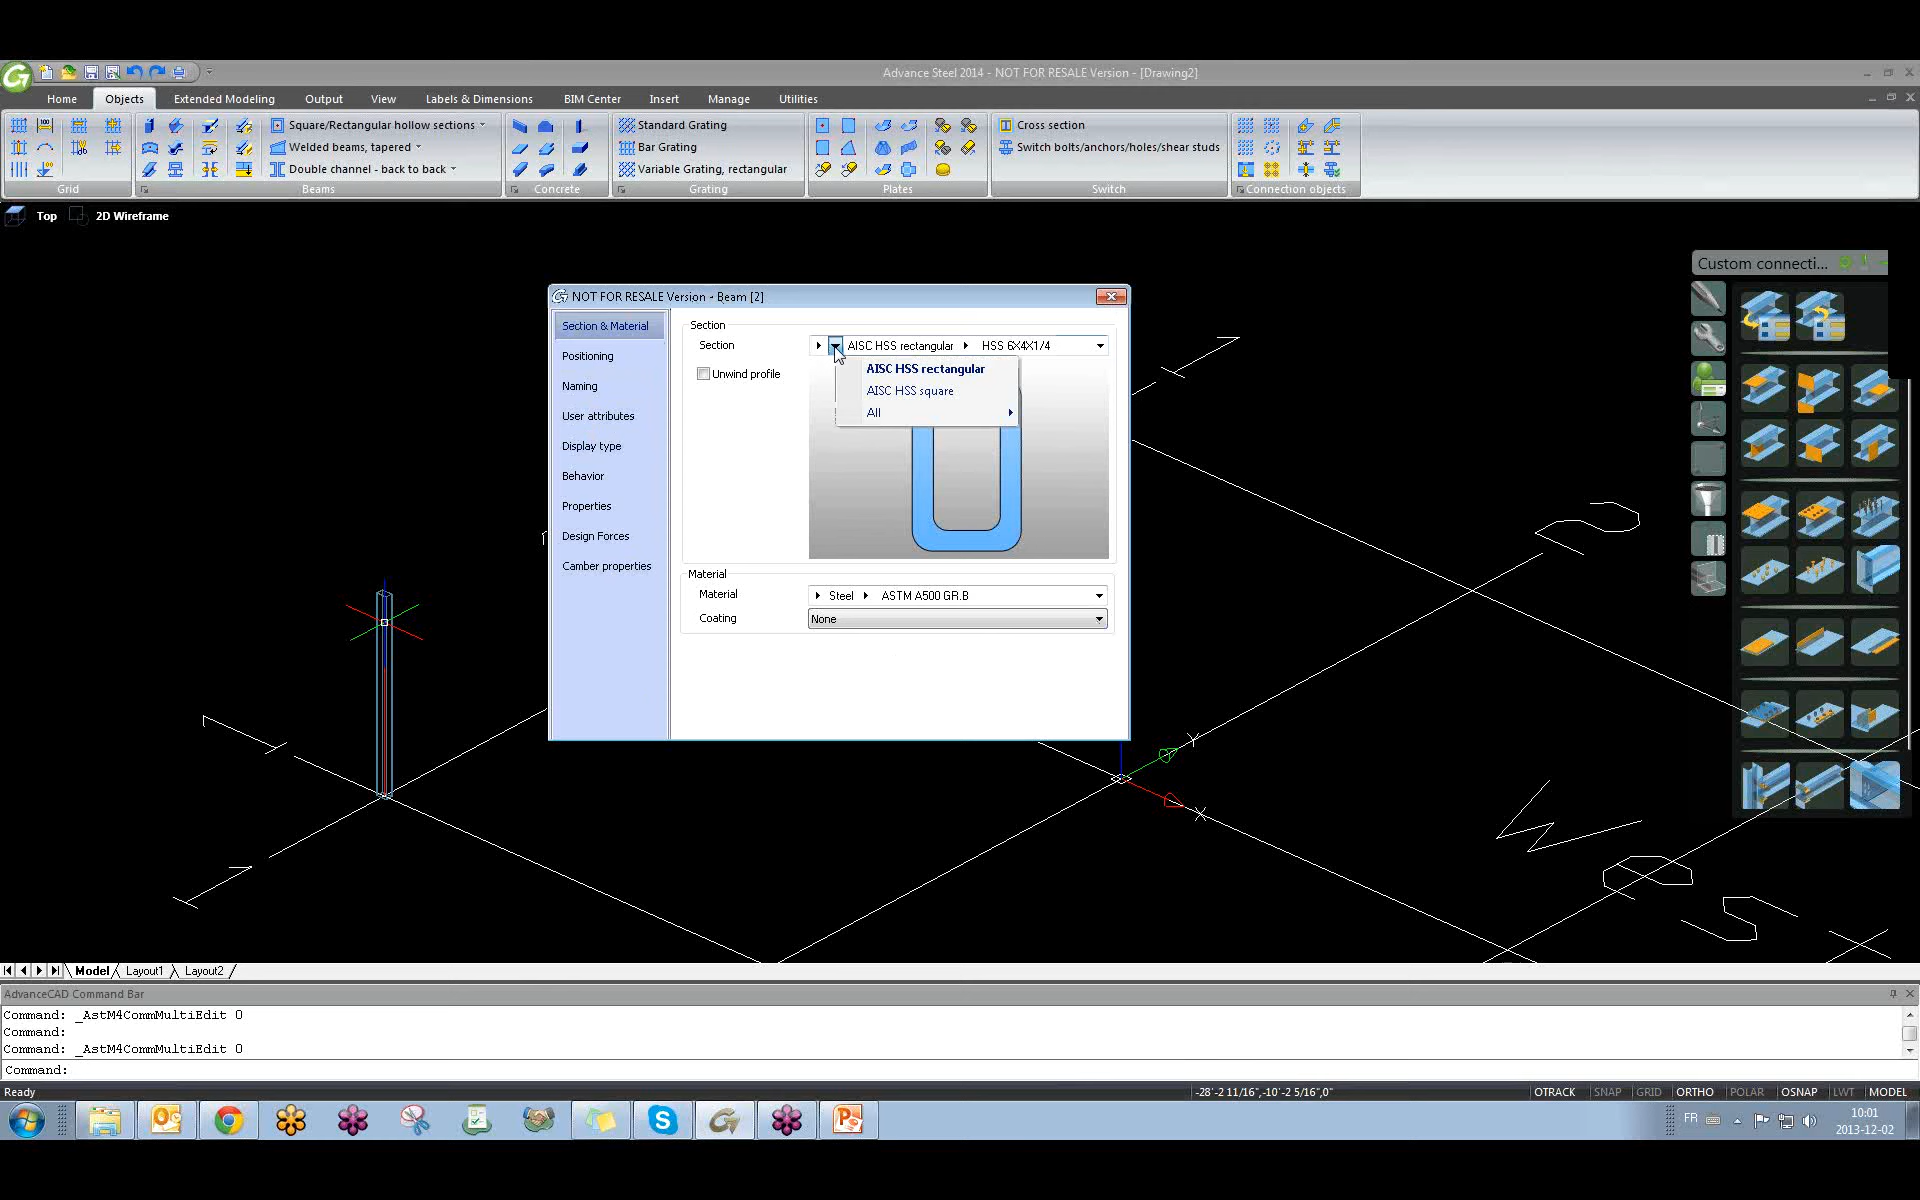 Advance Steel 2014 - NOT FOR RESALE Version - [Drawing2]
Home Objects Extended Modeling Output View Labels & Dimensions BIM Center Insert Manage Utilities
Square/Rectangular hollow sections
Welded beams, tapered
Double channel - back to back
Standard Grating
Bar Grating
Variable Grating, rectangular
Cross section
Switch bolts/anchors/holes/shear studs
Grid Beams Concrete Grating Plates Switch Connection objects
Top 2D Wireframe
Custom connecti...
NOT FOR RESALE Version - Beam [2]
Section & Material
Positioning
Naming
User attributes
Display type
Behavior
Properties
Design Forces
Camber properties
Section
Section AISC HSS rectangular HSS 6X4X1/4
Unwind profile
AISC HSS rectangular
AISC HSS square
All
Material
Material Steel ASTM A500 GR.B
Coating None
Y
X
Model Layout1 Layout2
AdvanceCAD Command Bar
Command: _AstM4CommMultiEdit 0
Command:
Command: _AstM4CommMultiEdit 0
Command:
Ready -28'-2 11/16",-10'-2 5/16",0" OTRACK SNAP GRID ORTHO POLAR OSNAP LWT MODEL
FR
10:01
2013-12-02